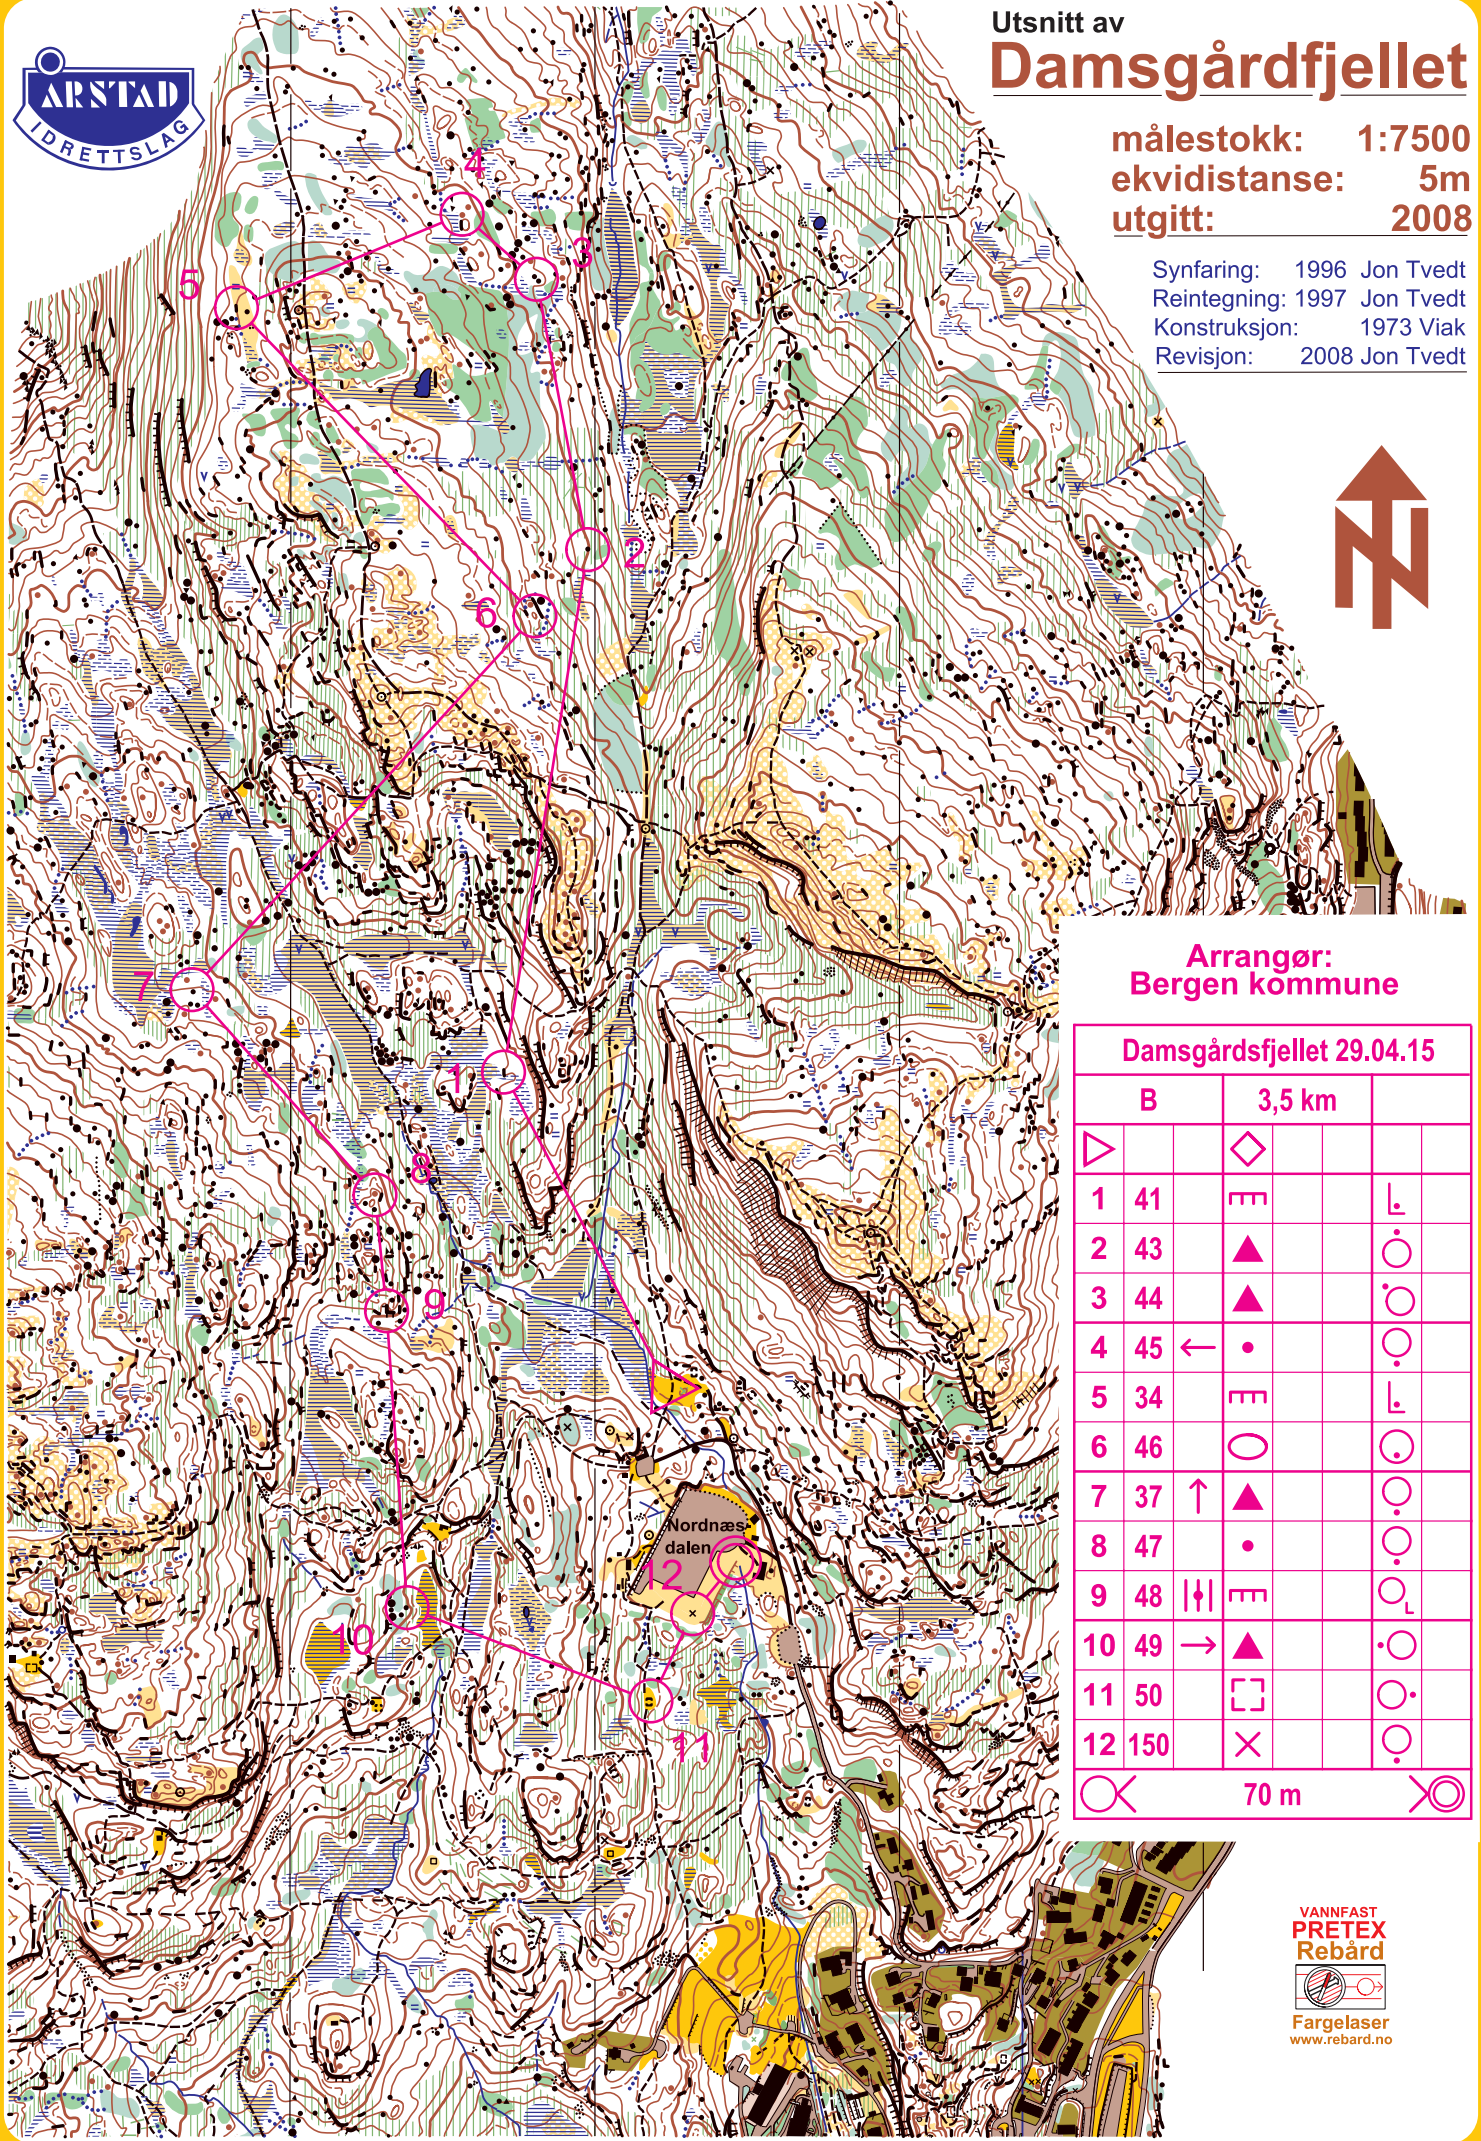 ÅRSTAD
IDRETTSLAG
Utsnitt av
Damsgårdfjellet
målestokk: 1:7500
ekvidistanse: 5m
utgitt: 2008
Synfaring: 1996 Jon Tvedt
Reintegning: 1997 Jon Tvedt
Konstruksjon: 1973 Viak
Revisjon: 2008 Jon Tvedt
4
3
5
2
6
7
1
8
9
Nordnæs-
dalen
12
10
11
Arrangør:
Bergen kommune
Damsgårdsfjellet 29.04.15
B 3,5 km
1 41
2 43
3 44
4 45
5 34
6 46
7 37
8 47
9 48
10 49
11 50
12 150
70 m
VANNFAST
PRETEX
Rebård
Fargelaser
www.rebard.no